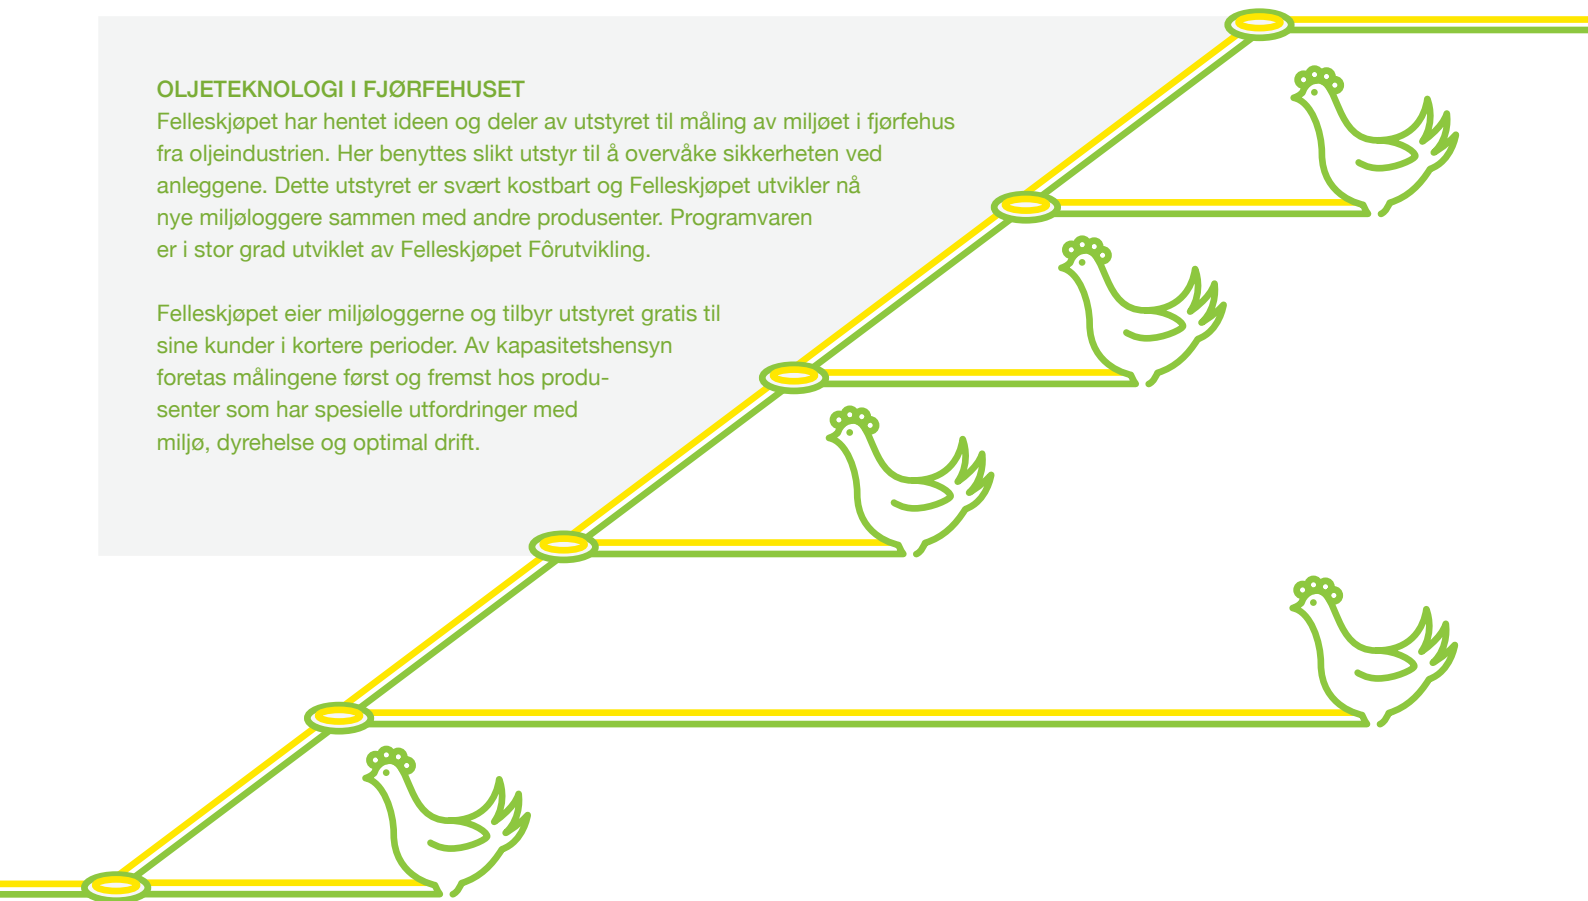 OLJETEKNOLOGI I FJØRFEHUSET
Felleskjøpet har hentet ideen og deler av utstyret til måling av miljøet i fjørfehus
fra oljeindustrien. Her benyttes slikt utstyr til å overvåke sikkerheten ved
anleggene. Dette utstyret er svært kostbart og Felleskjøpet utvikler nå
nye miljøloggere sammen med andre produsenter. Programvaren
er i stor grad utviklet av Felleskjøpet Fôrutvikling.
Felleskjøpet eier miljøloggerne og tilbyr utstyret gratis til
sine kunder i kortere perioder. Av kapasitetshensyn
foretas målingene først og fremst hos produ-
senter som har spesielle utfordringer med
miljø, dyrehelse og optimal drift.